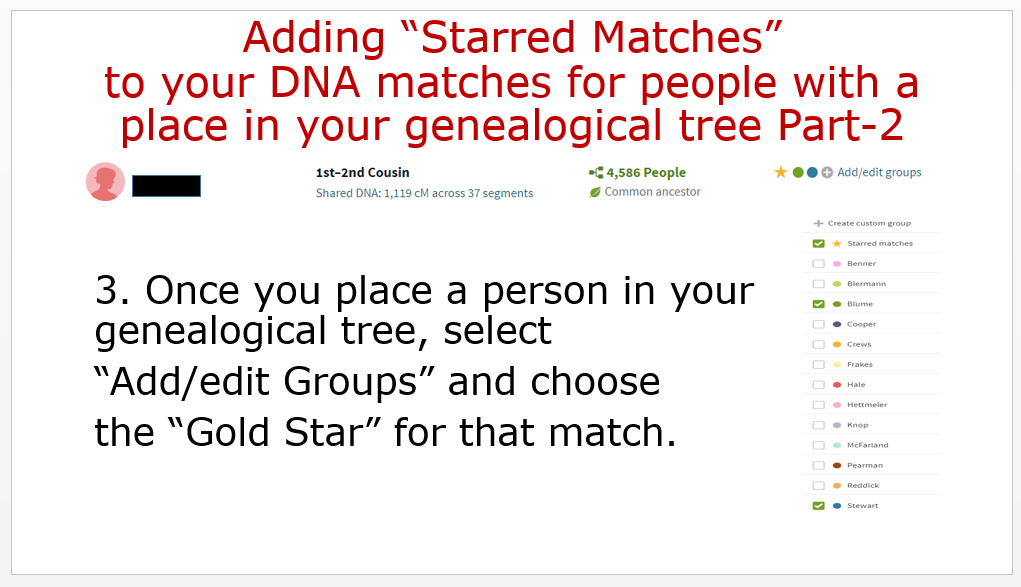 Adding “Starred Matches”
to your DNA matches for people with a
place in your genealogical tree Part-2
1st–2nd Cousin
Shared DNA: 1,119 cM across 37 segments
4,586 People
Common ancestor
Add/edit groups
3. Once you place a person in your
genealogical tree, select
“Add/edit Groups” and choose
the “Gold Star” for that match.
Create custom group
Starred matches
Benner
Biermann
Blume
Cooper
Crews
Frakes
Hale
Hettmeier
Knop
McFarland
Pearman
Reddick
Stewart